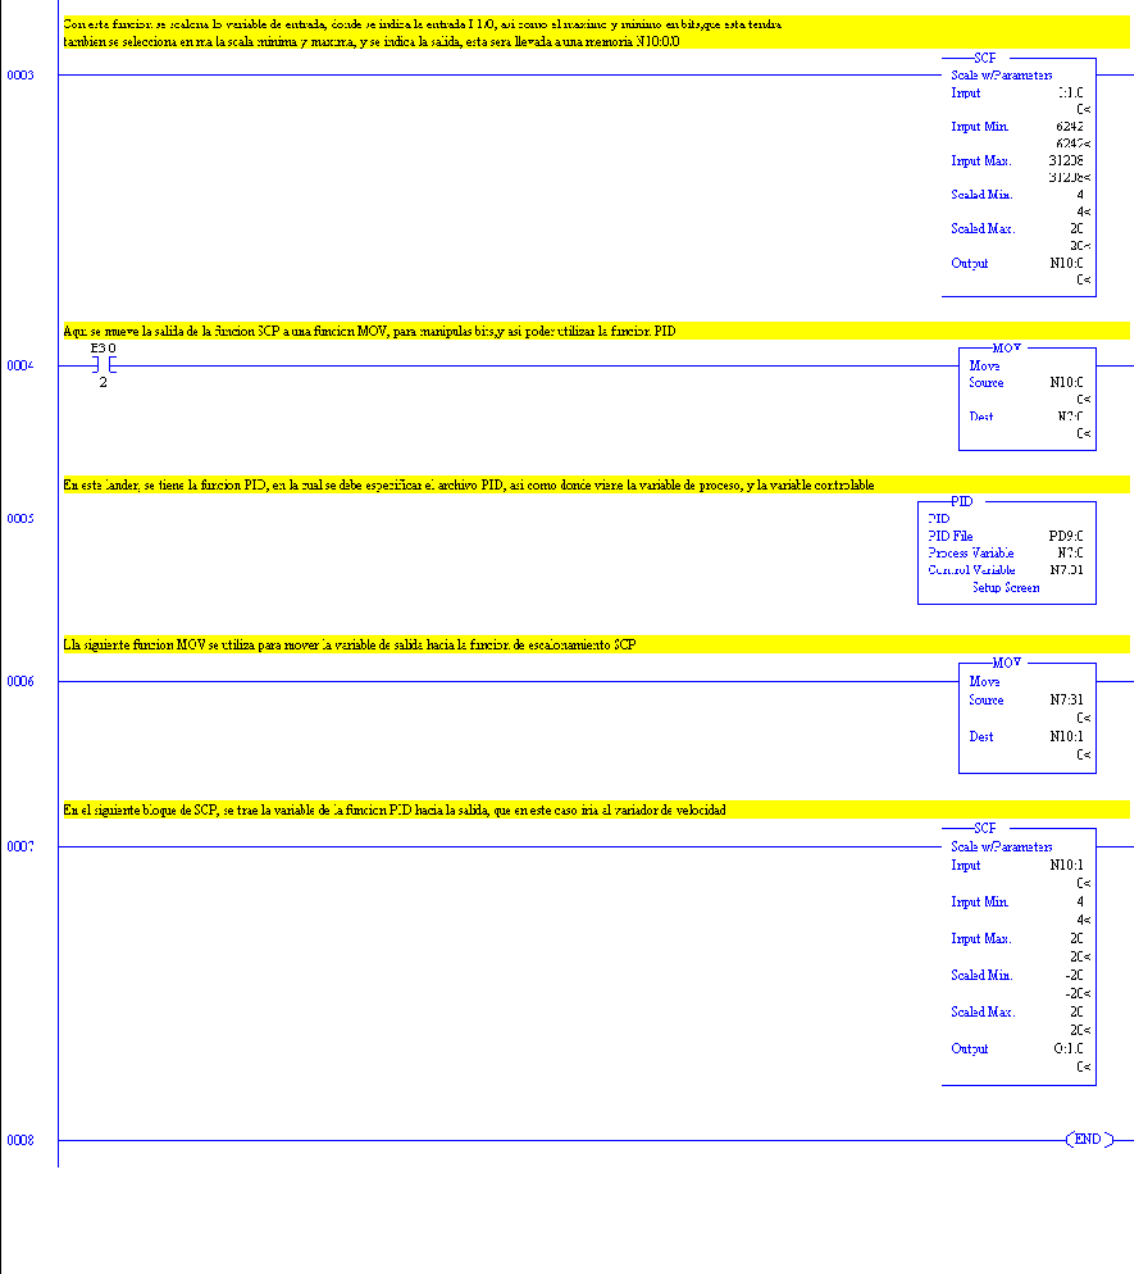 Con esta funcion se scalona lo variable de entrada, donde se indica la entrada I 1/0, asi como el maximo y minimo en bits,que esta tendra
tambien se selecciona en ma la scala minima y maxima, y se indica la salida, esta sera llevada a una memoria N10:0/0
0003
SCP
Scale w/Parameters
Input I:1.0
0<
Input Min. 6242
6242<
Input Max. 31208
31208<
Scaled Min. 4
4<
Scaled Max. 20
20<
Output N10:0
0<
Aqui se mueve la salida de la funcion SCP a una funcion MOV, para manipulas bits,y asi poder utilizar la funcion PID
0004
B3:0
2
MOV
Move
Source N10:0
0<
Dest N7:0
0<
En este lander, se tiene la funcion PID, en la cual se debe especificar el archivo PID, asi como donde viene la variable de proceso, y la variable controlable
0005
PID
PID
PID File PD9:0
Process Variable N7:0
Control Variable N7:31
Setup Screen
Lla siguiente funcion MOV se utiliza para mover la variable de salida hacia la funcion de escalonamiento SCP
0006
MOV
Move
Source N7:31
0<
Dest N10:1
0<
En el siguiente bloque de SCP, se trae la variable de la funcion PID hacia la salida, que en este caso iria al variador de velocidad
0007
SCP
Scale w/Parameters
Input N10:1
0<
Input Min. 4
4<
Input Max. 20
20<
Scaled Min. -20
-20<
Scaled Max. 20
20<
Output O:1.0
0<
0008
END